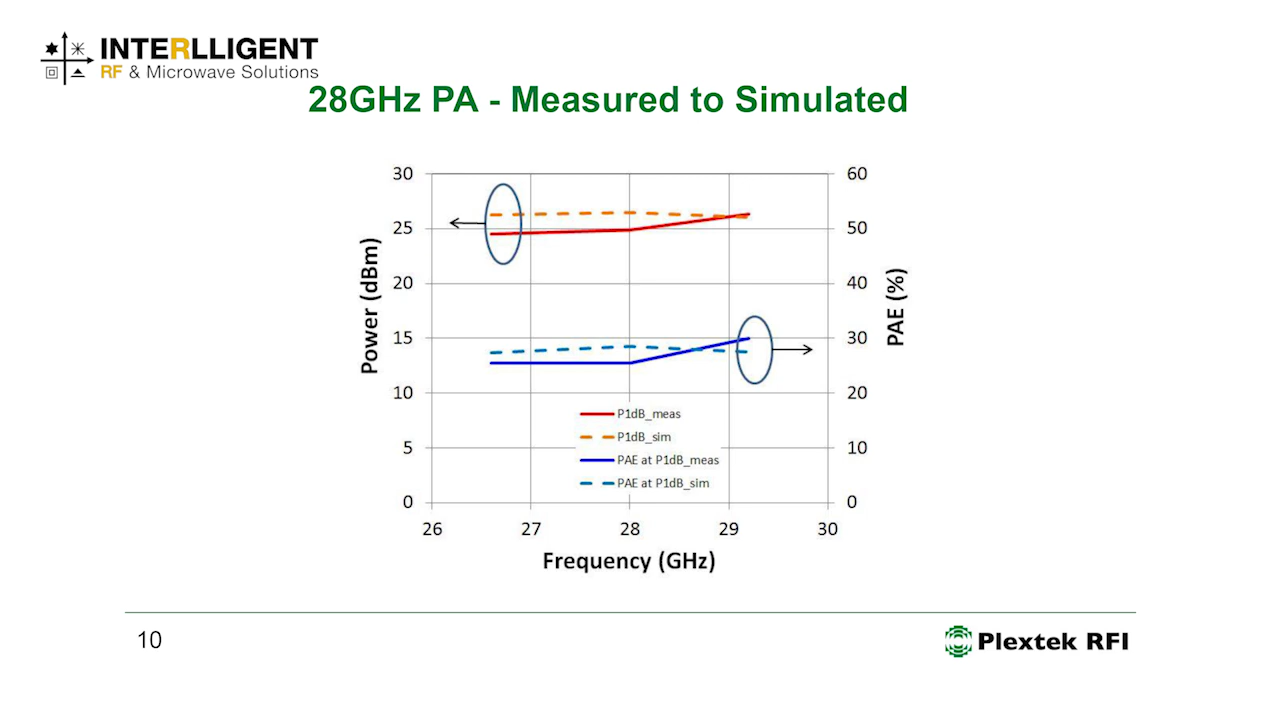 INTERLLIGENT
RF & Microwave Solutions
28GHz PA - Measured to Simulated
30
25
20
15
10
5
0
Power (dBm)
60
50
40
30
20
10
0
PAE (%)
P1dB_meas
P1dB_sim
PAE at P1dB_meas
PAE at P1dB_sim
26 27 28 29 30
Frequency (GHz)
10
Plextek RFI